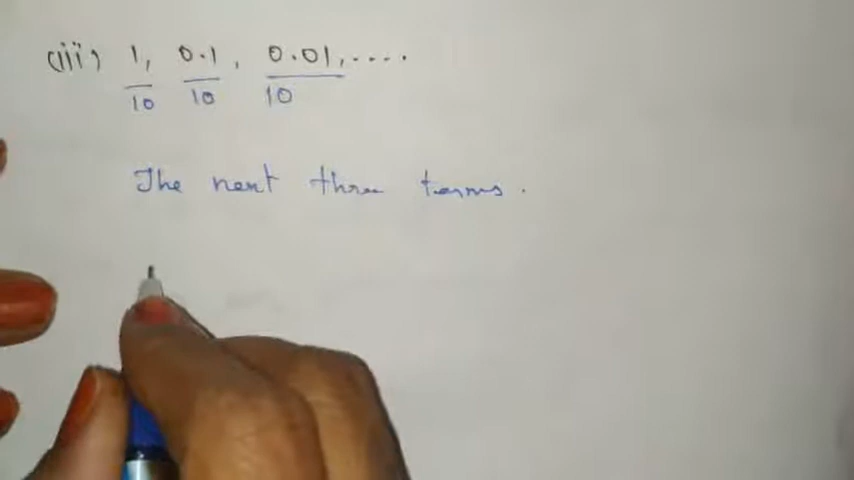 (iii) 1, 0.1, 0.01,....
10 10 10
The next three terms.